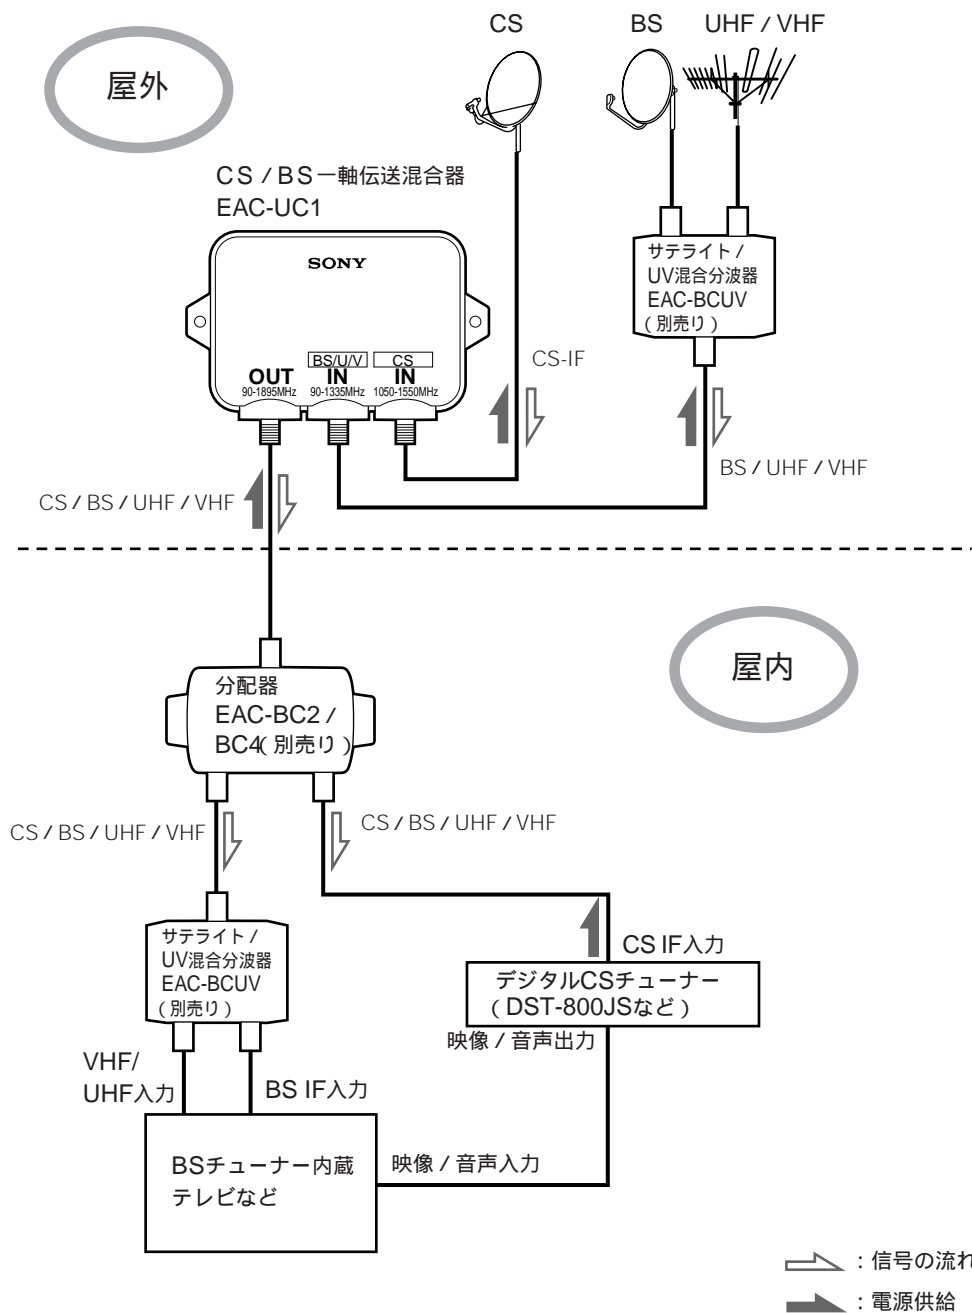 CS
BS
UHF / VHF
屋外
CS / BS一軸伝送混合器
EAC-UC1
SONY
サテライト /
UV混合分波器
EAC-BCUV
( 別売り )
BS/U/V
CS
OUT
IN
IN
90-1895MHz
90-1335MHz
1050-1550MHz
CS-IF
BS / UHF / VHF
CS / BS / UHF / VHF
屋内
分配器
EAC-BC2 /
BC4( 別売り )
CS / BS / UHF / VHF
CS / BS / UHF / VHF
サテライト /
UV混合分波器
EAC-BCUV
( 別売り )
CS IF入力
デジタルCSチューナー
( DST-800JSなど )
映像 / 音声出力
VHF/
UHF入力
BS IF入力
BSチューナー内蔵
テレビなど
映像 / 音声入力
: 信号の流れ
: 電源供給